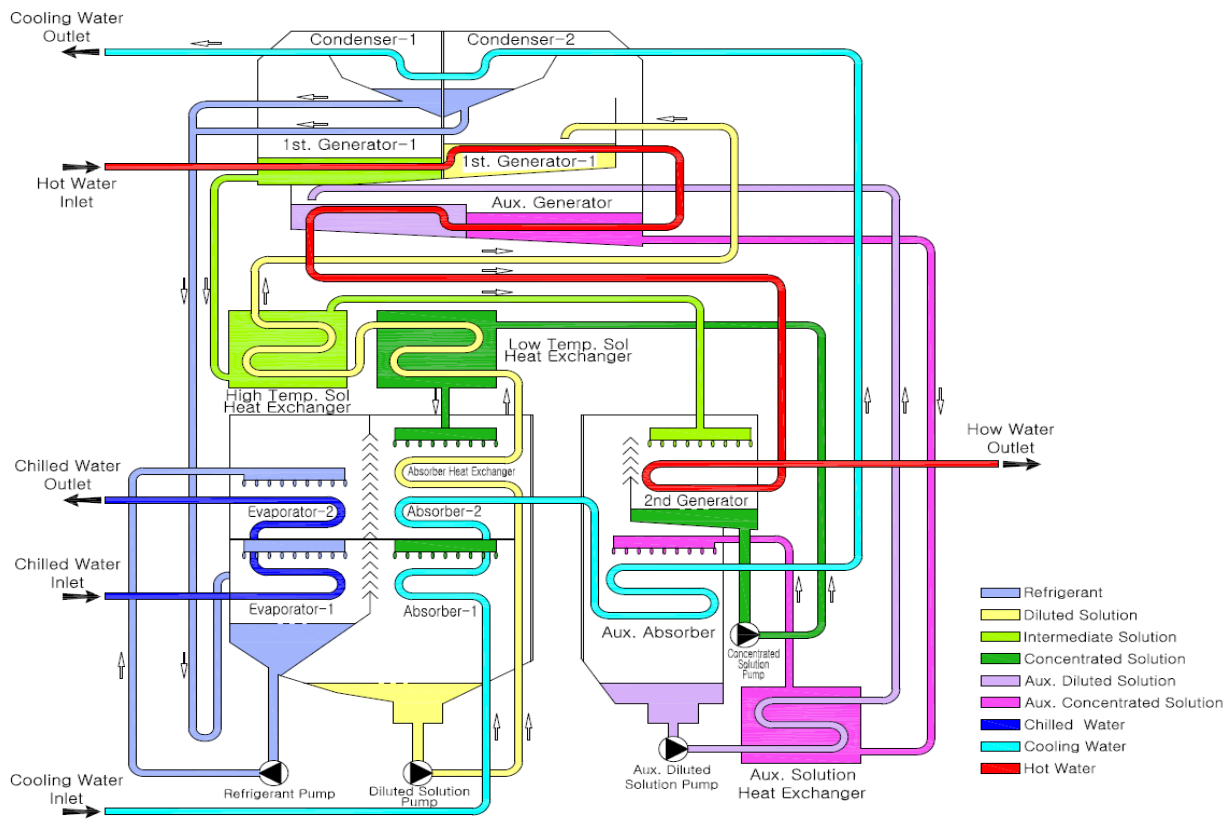 Cooling Water
Outlet
Condenser-1
Condenser-2
1st. Generator-1
1st. Generator-1
Hot Water
Inlet
Aux. Generator
Low Temp. Sol
Heat Exchanger
High Temp. Sol
Heat Exchanger
How Water
Outlet
Chilled Water
Outlet
Absorber Heat Exchanger
Evaporator-2
Absorber-2
2nd Generator
Chilled Water
Inlet
Evaporator-1
Absorber-1
Aux. Absorber
Concentrated
Solution
Pump
Refrigerant
Diluted Solution
Intermediate Solution
Concentrated Solution
Aux. Diluted Solution
Aux. Concentrated Solution
Chilled Water
Cooling Water
Hot Water
Cooling Water
Inlet
Refrigerant Pump
Diluted Solution
Pump
Aux. Diluted
Solution Pump
Aux. Solution
Heat Exchanger